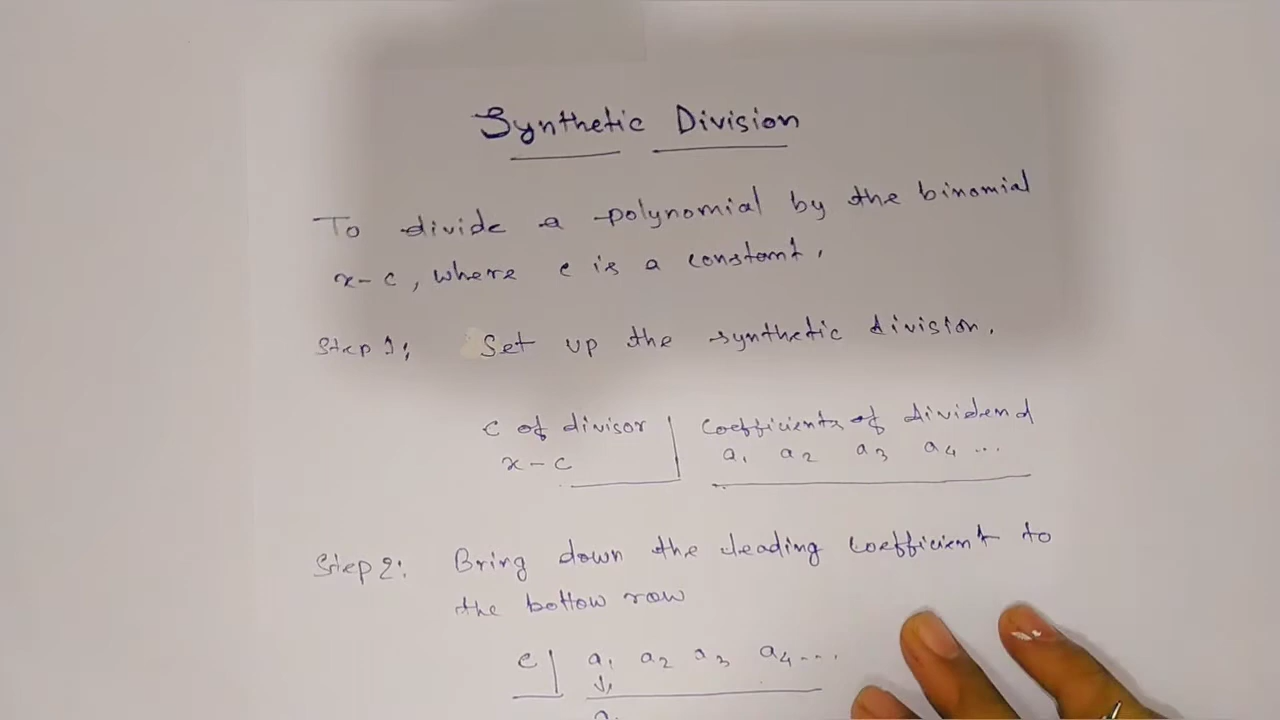 Synthetic Division
To divide a polynomial by the binomial
x-c, where c is a constant.
Step 1: Set up the synthetic division.
c of divisor | coefficients of dividend
x-c a₁ a₂ a₃ a₄ ...
Step 2: Bring down the leading coefficient to
the bottow row
c | a₁ a₂ a₃ a₄ ...
↓